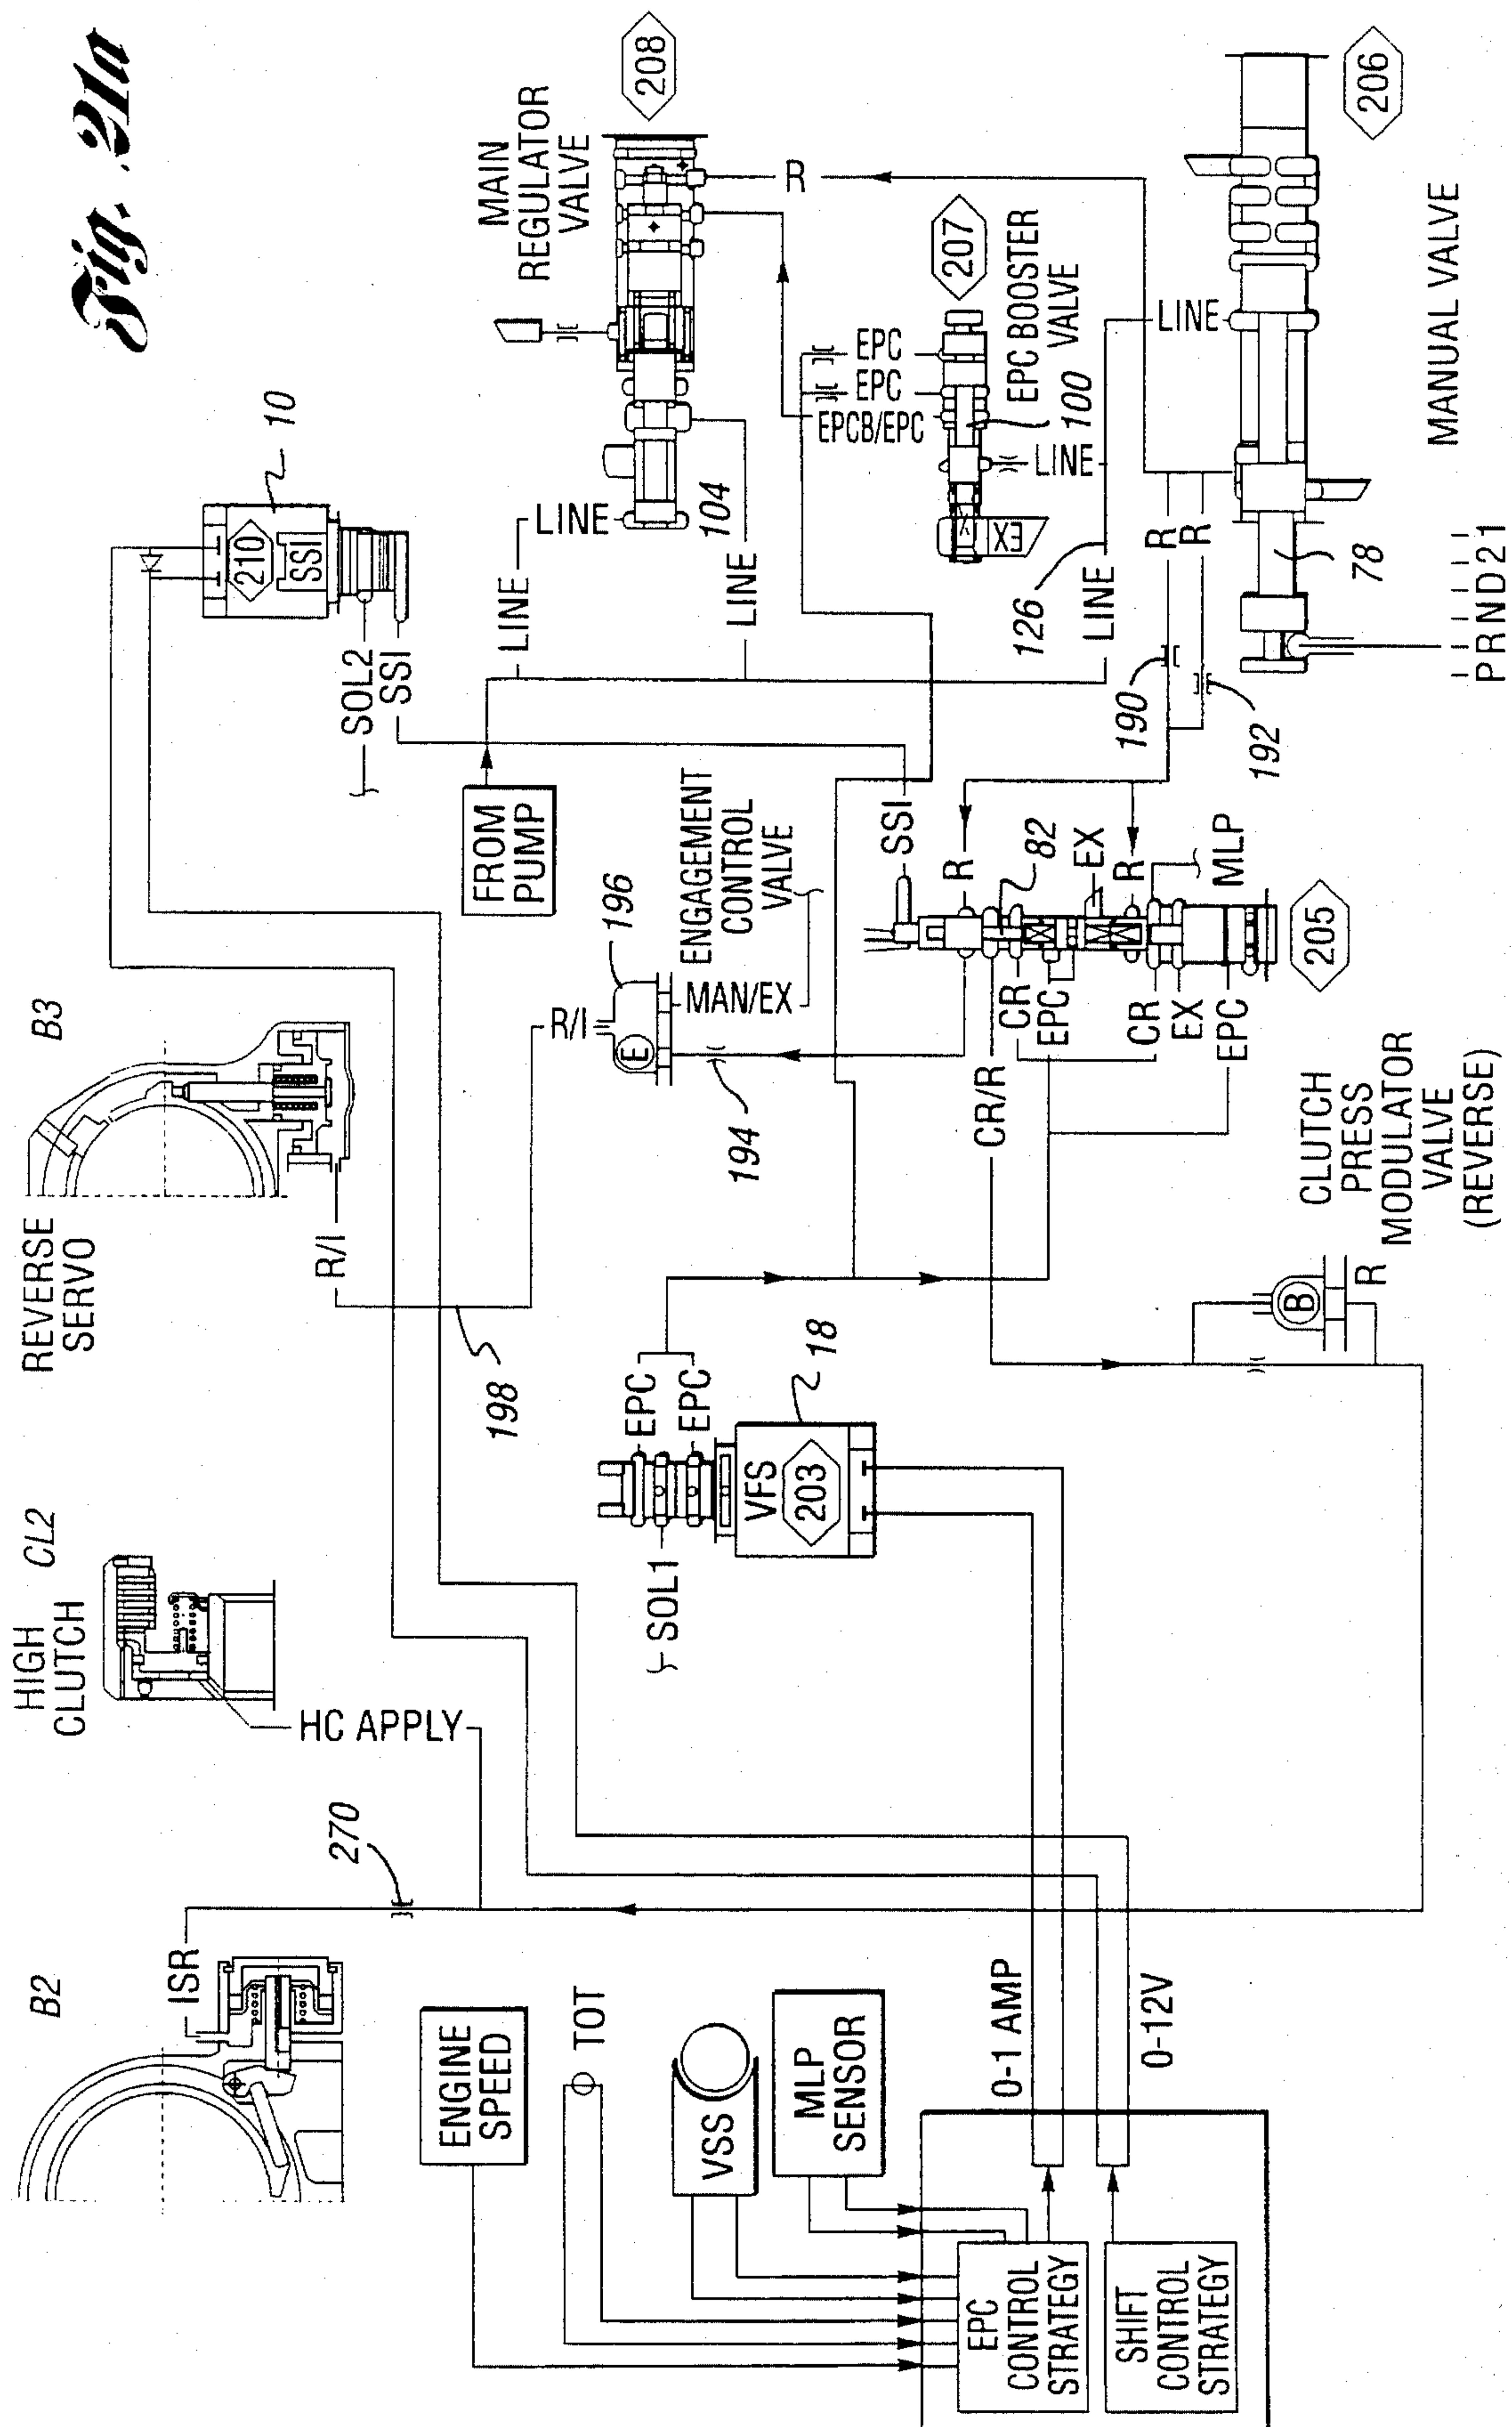 Fig. 21a
B2
ISR
270
HIGH
CLUTCH
CL2
HC APPLY
REVERSE
SERVO
B3
R/I
198
10
210
SSI
SOL2
SSI
MAIN
REGULATOR
VALVE
208
LINE
LINE
LINE
104
R
FROM
PUMP
ENGINE
SPEED
TOT
VSS
MLP
SENSOR
EPC
CONTROL
STRATEGY
SHIFT
CONTROL
STRATEGY
0-1 AMP
0-12V
SOL1
EPC
EPC
VFS
203
18
R/I
196
E
MAN/EX
194
ENGAGEMENT
CONTROL
VALVE
EPC
EPC
EPCB/EPC
207
EPC BOOSTER
VALVE
100
LINE
EX
126
LINE
LINE
SSI
R
82
EX
R
MLP
CR
EPC
CR/R
CR
EX
EPC
205
CLUTCH
PRESS
MODULATOR
VALVE
(REVERSE)
B
R
190
192
R
R
78
P R N D 2 1
MANUAL VALVE
206